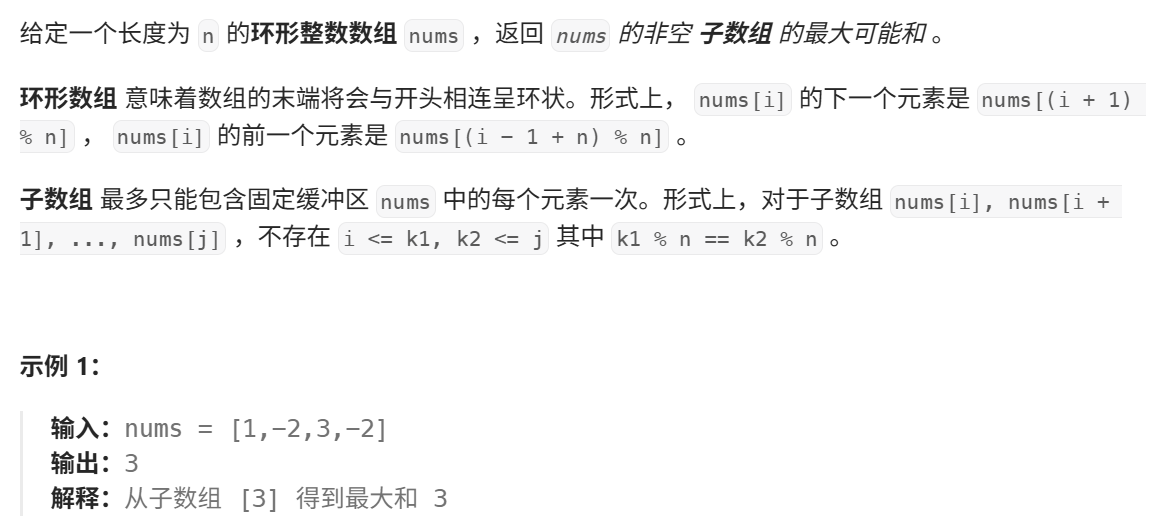 给定一个长度为 n 的环形整数数组 nums ，返回 nums 的非空 子数组 的最大可能和 。
环形数组 意味着数组的末端将会与开头相连呈环状。形式上， nums[i] 的下一个元素是 nums[(i + 1)
% n] ， nums[i] 的前一个元素是 nums[(i - 1 + n) % n] 。
子数组 最多只能包含固定缓冲区 nums 中的每个元素一次。形式上，对于子数组 nums[i], nums[i +
1], ..., nums[j] ，不存在 i <= k1, k2 <= j 其中 k1 % n == k2 % n 。
示例 1：
输入：nums = [1,-2,3,-2]
输出：3
解释：从子数组 [3] 得到最大和 3